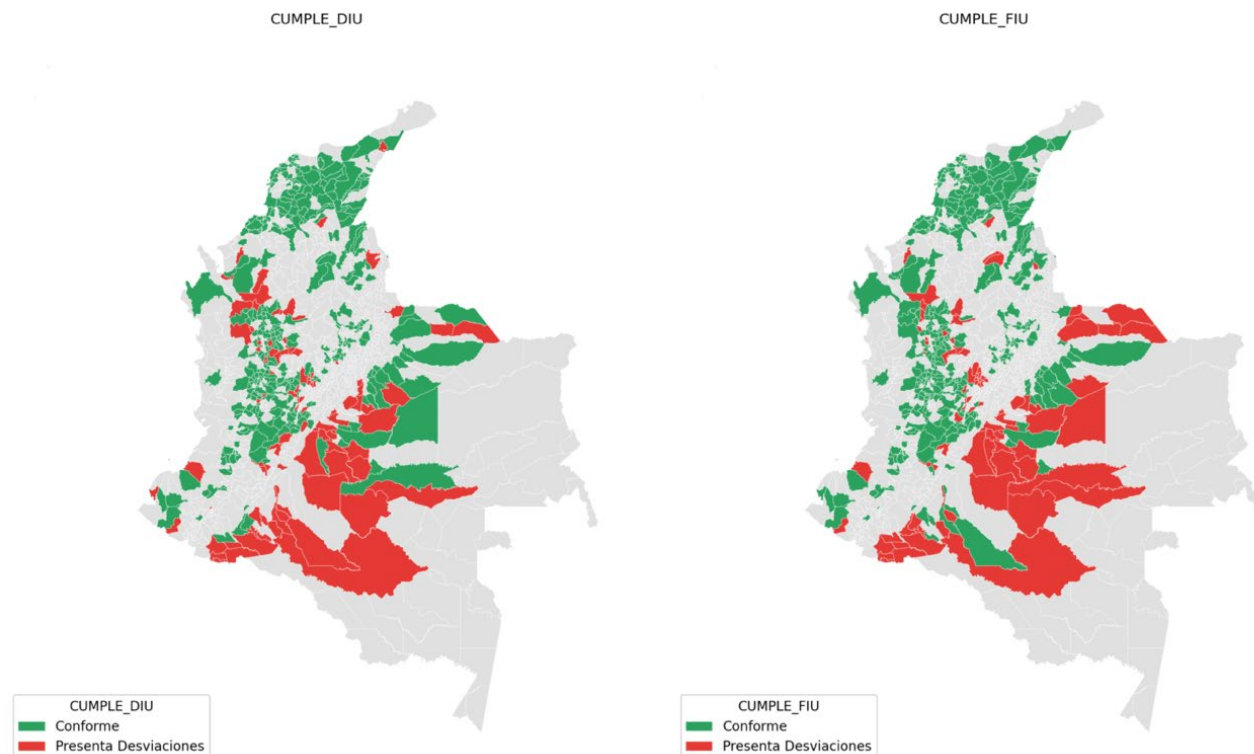 CUMPLE_DIU
CUMPLE_FIU
CUMPLE_DIU
Conforme
Presenta Desviaciones
CUMPLE_FIU
Conforme
Presenta Desviaciones